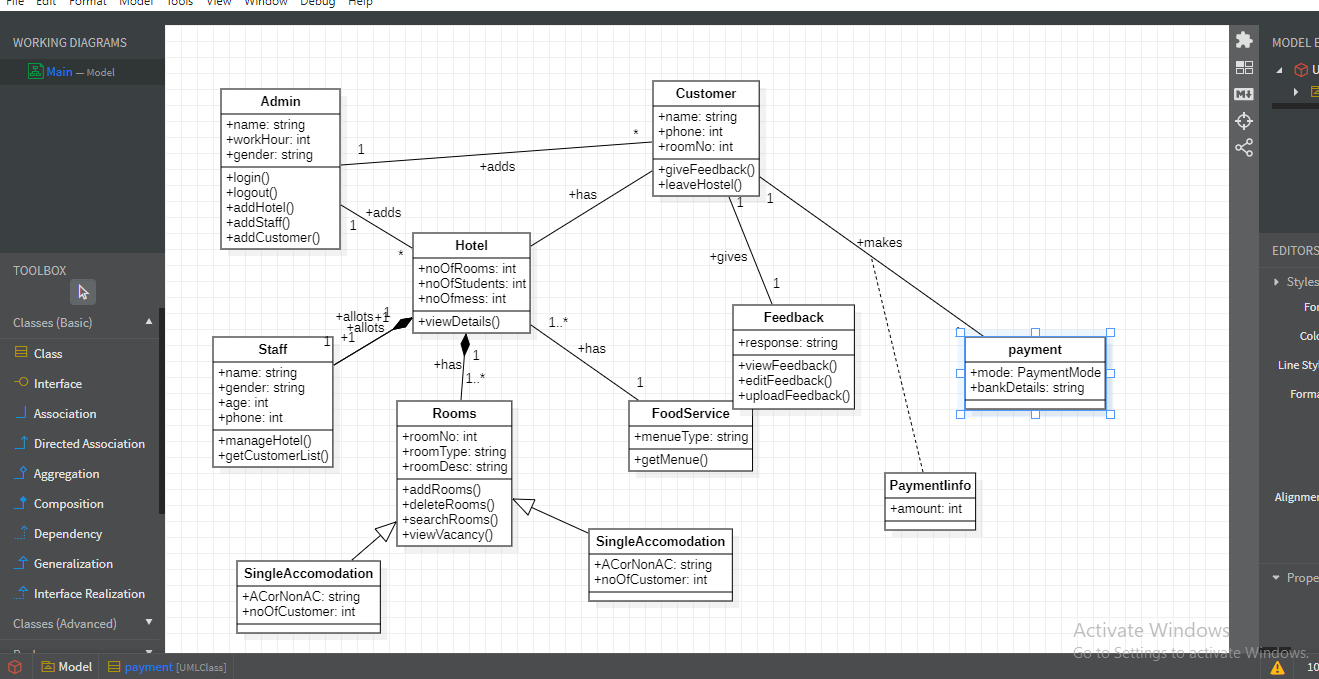 File Edit Format Model Tools View Window Debug Help
WORKING DIAGRAMS
Main — Model
TOOLBOX
Classes (Basic)
Class
Interface
Association
Directed Association
Aggregation
Composition
Dependency
Generalization
Interface Realization
Classes (Advanced)
Admin
+name: string
+workHour: int
+gender: string
+login()
+logout()
+addHotel()
+addStaff()
+addCustomer()
1
+adds
*
Customer
+name: string
+phone: int
+roomNo: int
+giveFeedback()
+leaveHostel()
+adds
1
*
+has
Hotel
+noOfRooms: int
+noOfStudents: int
+noOfmess: int
+viewDetails()
1
+gives
1
1
+makes
+allots+1
1
+allots
+1
1
Staff
+name: string
+gender: string
+age: int
+phone: int
+manageHotel()
+getCustomerList()
1
+has
1..*
1..*
+has
1
Rooms
+roomNo: int
+roomType: string
+roomDesc: string
+addRooms()
+deleteRooms()
+searchRooms()
+viewVacancy()
FoodService
+menueType: string
+getMenue()
Feedback
+response: string
+viewFeedback()
+editFeedback()
+uploadFeedback()
payment
+mode: PaymentMode
+bankDetails: string
PaymentInfo
+amount: int
SingleAccomodation
+ACorNonAC: string
+noOfCustomer: int
SingleAccomodation
+ACorNonAC: string
+noOfCustomer: int
M
MODEL E
U
EDITORS
Styles
For
Colo
Line Styl
Forma
Alignmen
Prope
Activate Windows
Go to Settings to activate Windows.
Model
payment [UMLClass]
10